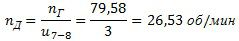 n_Д = n_Г / u_{7−8} = 79,58 / 3 = 26,53 об/мин